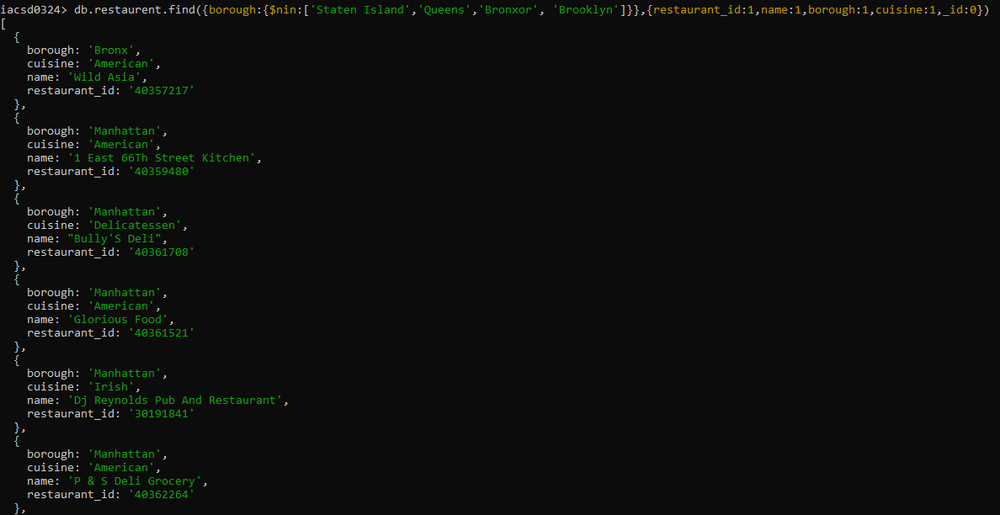 iacsd0324> db.restaurent.find({borough:{$nin:['Staten Island','Queens','Bronxor', 'Brooklyn']}},{restaurant_id:1,name:1,borough:1,cuisine:1,_id:0})
[
  {
    borough: 'Bronx',
    cuisine: 'American',
    name: 'Wild Asia',
    restaurant_id: '40357217'
  },
  {
    borough: 'Manhattan',
    cuisine: 'American',
    name: '1 East 66Th Street Kitchen',
    restaurant_id: '40359480'
  },
  {
    borough: 'Manhattan',
    cuisine: 'Delicatessen',
    name: "Bully'S Deli",
    restaurant_id: '40361708'
  },
  {
    borough: 'Manhattan',
    cuisine: 'American',
    name: 'Glorious Food',
    restaurant_id: '40361521'
  },
  {
    borough: 'Manhattan',
    cuisine: 'Irish',
    name: 'Dj Reynolds Pub And Restaurant',
    restaurant_id: '30191841'
  },
  {
    borough: 'Manhattan',
    cuisine: 'American',
    name: 'P & S Deli Grocery',
    restaurant_id: '40362264'
  },